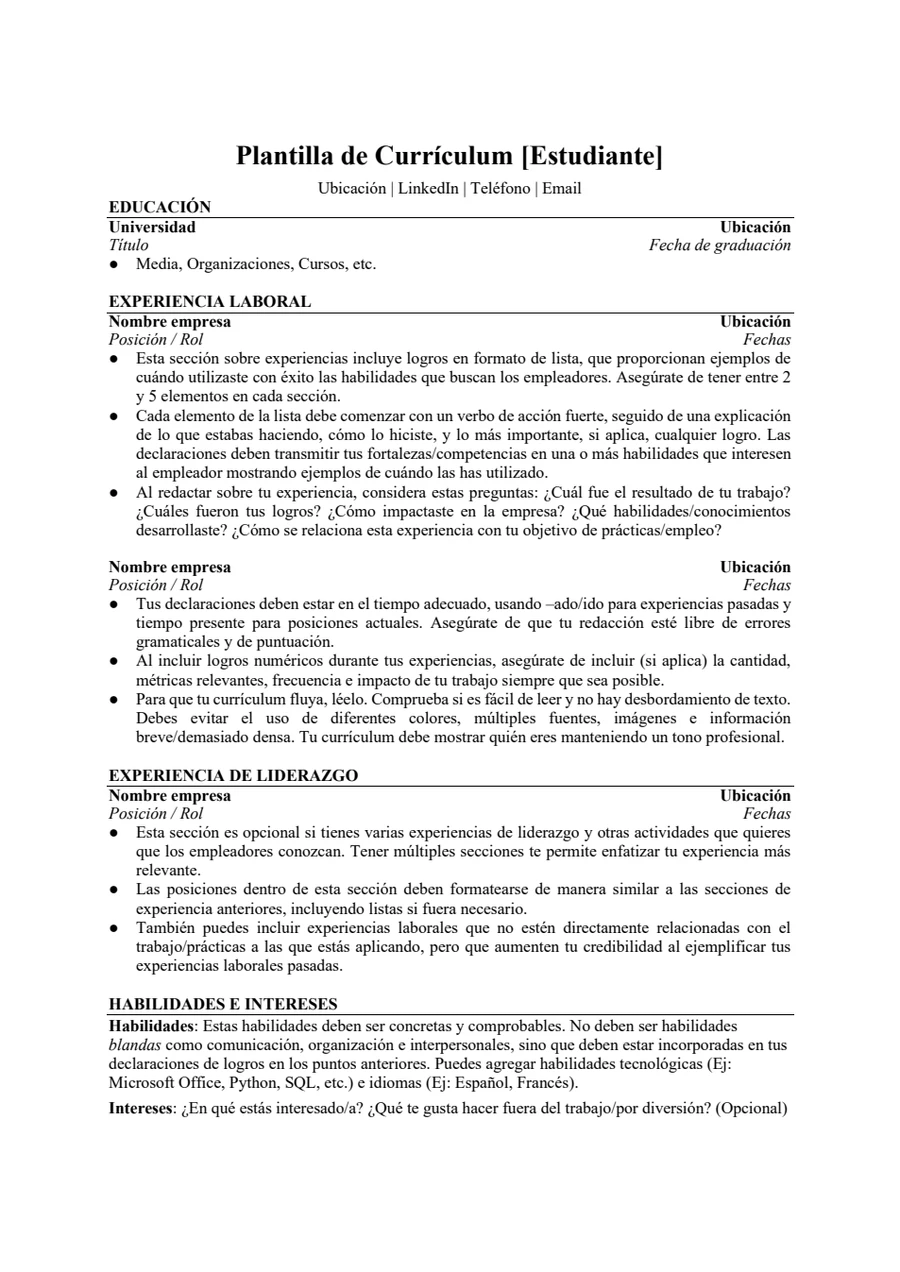 Plantilla de Currículum [Estudiante]
Ubicación | LinkedIn | Teléfono | Email
EDUCACIÓN
Universidad Ubicación
Título Fecha de graduación
● Media, Organizaciones, Cursos, etc.
EXPERIENCIA LABORAL
Nombre empresa Ubicación
Posición / Rol Fechas
● Esta sección sobre experiencias incluye logros en formato de lista, que proporcionan ejemplos de
cuándo utilizaste con éxito las habilidades que buscan los empleadores. Asegúrate de tener entre 2
y 5 elementos en cada sección.
● Cada elemento de la lista debe comenzar con un verbo de acción fuerte, seguido de una explicación
de lo que estabas haciendo, cómo lo hiciste, y lo más importante, si aplica, cualquier logro. Las
declaraciones deben transmitir tus fortalezas/competencias en una o más habilidades que interesen
al empleador mostrando ejemplos de cuándo las has utilizado.
● Al redactar sobre tu experiencia, considera estas preguntas: ¿Cuál fue el resultado de tu trabajo?
¿Cuáles fueron tus logros? ¿Cómo impactaste en la empresa? ¿Qué habilidades/conocimientos
desarrollaste? ¿Cómo se relaciona esta experiencia con tu objetivo de prácticas/empleo?
Nombre empresa Ubicación
Posición / Rol Fechas
● Tus declaraciones deben estar en el tiempo adecuado, usando –ado/ido para experiencias pasadas y
tiempo presente para posiciones actuales. Asegúrate de que tu redacción esté libre de errores
gramaticales y de puntuación.
● Al incluir logros numéricos durante tus experiencias, asegúrate de incluir (si aplica) la cantidad,
métricas relevantes, frecuencia e impacto de tu trabajo siempre que sea posible.
● Para que tu currículum fluya, léelo. Comprueba si es fácil de leer y no hay desbordamiento de texto.
Debes evitar el uso de diferentes colores, múltiples fuentes, imágenes e información
breve/demasiado densa. Tu currículum debe mostrar quién eres manteniendo un tono profesional.
EXPERIENCIA DE LIDERAZGO
Nombre empresa Ubicación
Posición / Rol Fechas
● Esta sección es opcional si tienes varias experiencias de liderazgo y otras actividades que quieres
que los empleadores conozcan. Tener múltiples secciones te permite enfatizar tu experiencia más
relevante.
● Las posiciones dentro de esta sección deben formatearse de manera similar a las secciones de
experiencia anteriores, incluyendo listas si fuera necesario.
● También puedes incluir experiencias laborales que no estén directamente relacionadas con el
trabajo/prácticas a las que estás aplicando, pero que aumenten tu credibilidad al ejemplificar tus
experiencias laborales pasadas.
HABILIDADES E INTERESES
Habilidades: Estas habilidades deben ser concretas y comprobables. No deben ser habilidades
blandas como comunicación, organización e interpersonales, sino que deben estar incorporadas en tus
declaraciones de logros en los puntos anteriores. Puedes agregar habilidades tecnológicas (Ej:
Microsoft Office, Python, SQL, etc.) e idiomas (Ej: Español, Francés).
Intereses: ¿En qué estás interesado/a? ¿Qué te gusta hacer fuera del trabajo/por diversión? (Opcional)